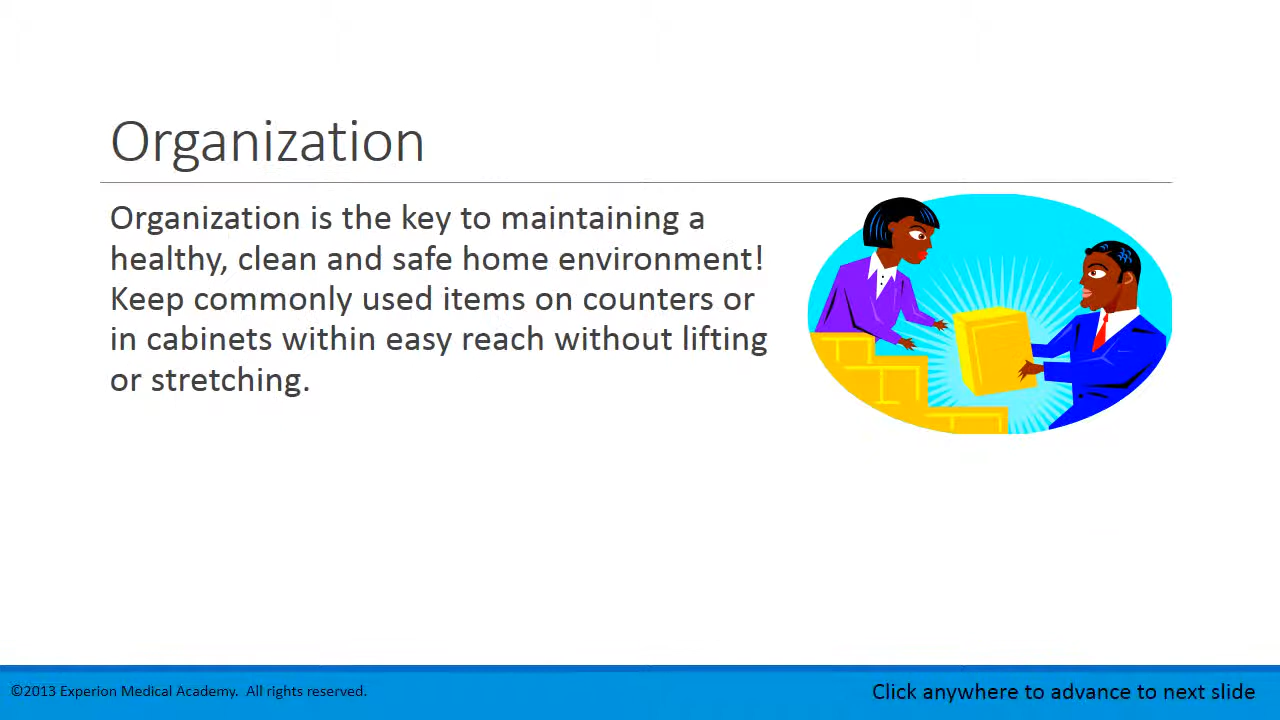 Organization
Organization is the key to maintaining a
healthy, clean and safe home environment!
Keep commonly used items on counters or
in cabinets within easy reach without lifting
or stretching.
©2013 Experion Medical Academy.  All rights reserved.
Click anywhere to advance to next slide